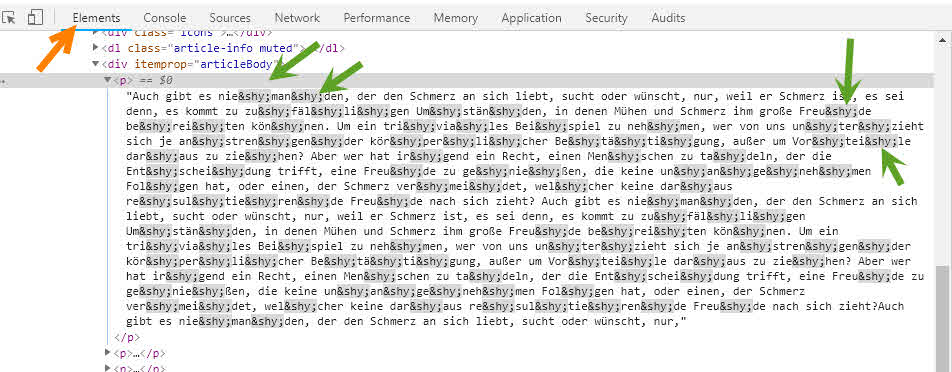 Elements Console Sources Network Performance Memory Application Security Audits
<div class="icons">…</div>
<dl class="article-info muted">…</dl>
<div itemprop="articleBody"
… <p> == $0
"Auch gibt es nie&shy;man&shy;den, der den Schmerz an sich liebt, sucht oder wünscht, nur, weil er Schmerz ist, es sei
denn, es kommt zu zu&shy;fäl&shy;li&shy;gen Um&shy;stän&shy;den, in denen Mühen und Schmerz ihm große Freu&shy;de
be&shy;rei&shy;ten kön&shy;nen. Um ein tri&shy;via&shy;les Bei&shy;spiel zu neh&shy;men, wer von uns un&shy;ter&shy;zieht
sich je an&shy;stren&shy;gen&shy;der kör&shy;per&shy;li&shy;cher Be&shy;tä&shy;ti&shy;gung, außer um Vor&shy;tei&shy;le
dar&shy;aus zu zie&shy;hen? Aber wer hat ir&shy;gend ein Recht, einen Men&shy;schen zu ta&shy;deln, der die
Ent&shy;schei&shy;dung trifft, eine Freu&shy;de zu ge&shy;nie&shy;ßen, die keine un&shy;an&shy;ge&shy;neh&shy;men
Fol&shy;gen hat, oder einen, der Schmerz ver&shy;mei&shy;det, wel&shy;cher keine dar&shy;aus
re&shy;sul&shy;tie&shy;ren&shy;de Freu&shy;de nach sich zieht? Auch gibt es nie&shy;man&shy;den, der den Schmerz an sich
liebt, sucht oder wünscht, nur, weil er Schmerz ist, es sei denn, es kommt zu zu&shy;fäl&shy;li&shy;gen
Um&shy;stän&shy;den, in denen Mühen und Schmerz ihm große Freu&shy;de be&shy;rei&shy;ten kön&shy;nen. Um ein
tri&shy;via&shy;les Bei&shy;spiel zu neh&shy;men, wer von uns un&shy;ter&shy;zieht sich je an&shy;stren&shy;gen&shy;der
kör&shy;per&shy;li&shy;cher Be&shy;tä&shy;ti&shy;gung, außer um Vor&shy;tei&shy;le dar&shy;aus zu zie&shy;hen? Aber wer
hat ir&shy;gend ein Recht, einen Men&shy;schen zu ta&shy;deln, der die Ent&shy;schei&shy;dung trifft, eine Freu&shy;de zu
ge&shy;nie&shy;ßen, die keine un&shy;an&shy;ge&shy;neh&shy;men Fol&shy;gen hat, oder einen, der Schmerz
ver&shy;mei&shy;det, wel&shy;cher keine dar&shy;aus re&shy;sul&shy;tie&shy;ren&shy;de Freu&shy;de nach sich zieht?Auch
gibt es nie&shy;man&shy;den, der den Schmerz an sich liebt, sucht oder wünscht, nur,"
</p>
<p>…</p>
<p>…</p>